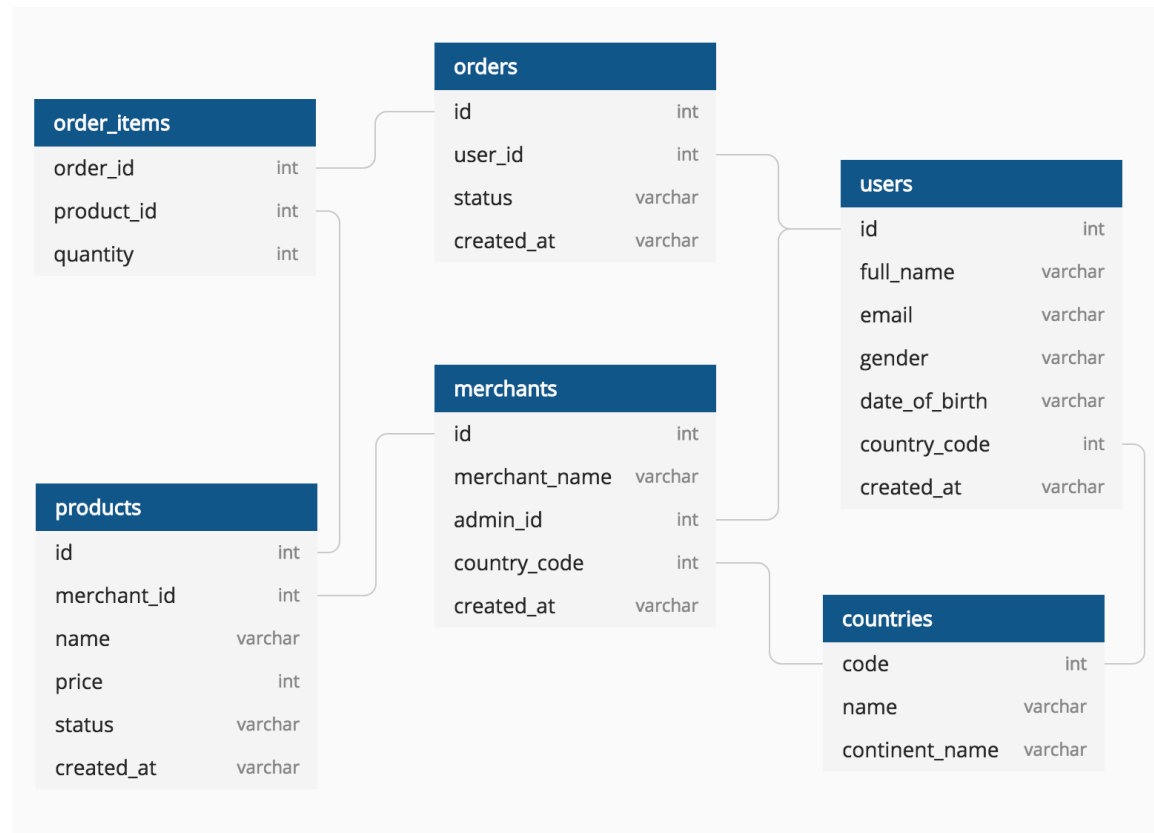 order_items
order_id int
product_id int
quantity int
orders
id int
user_id int
status varchar
created_at varchar
users
id int
full_name varchar
email varchar
gender varchar
date_of_birth varchar
country_code int
created_at varchar
merchants
id int
merchant_name varchar
admin_id int
country_code int
created_at varchar
products
id int
merchant_id int
name varchar
price int
status varchar
created_at varchar
countries
code int
name varchar
continent_name varchar